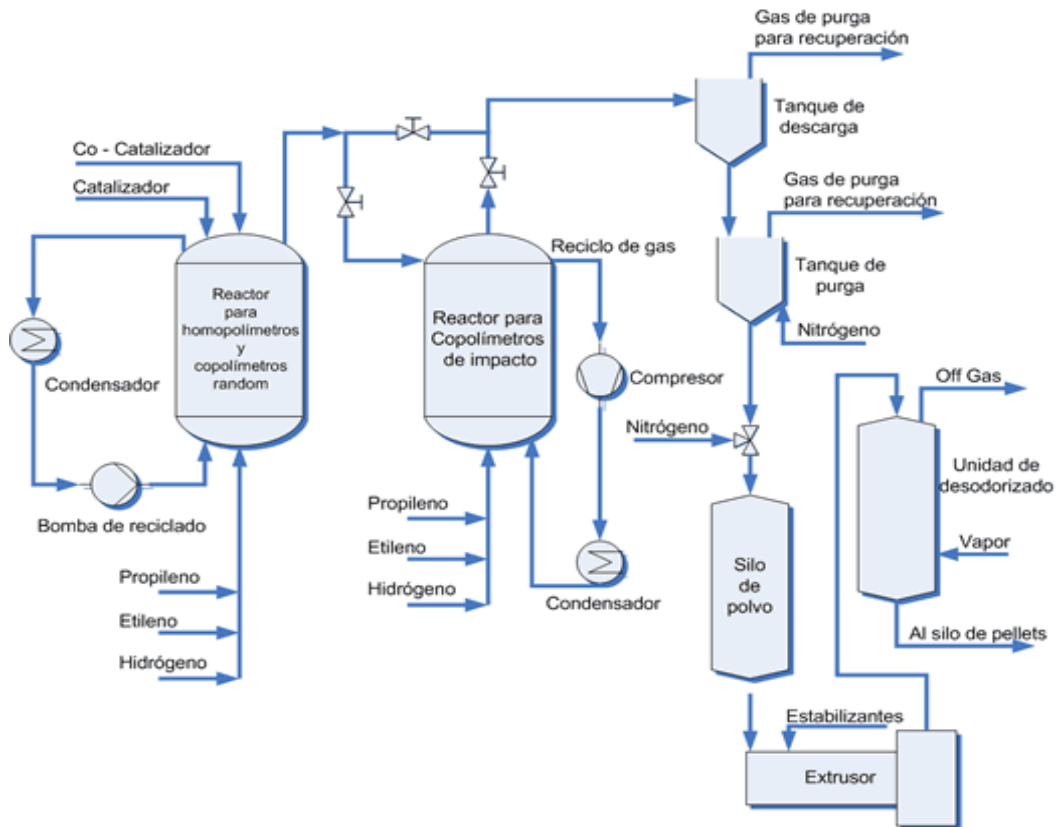 Gas de purga
para recuperación
Tanque de
descarga
Co - Catalizador
Catalizador
Gas de purga
para recuperación
Reciclo de gas
Tanque de
purga
Reactor
para
homopolímetros
y
copolímetros
random
Reactor para
Copolímetros
de impacto
Nitrógeno
Condensador
Compresor
Off Gas
Nitrógeno
Unidad de
desodorizado
Bomba de reciclado
Propileno
Etileno
Hidrógeno
Condensador
Silo
de
polvo
Vapor
Propileno
Etileno
Hidrógeno
Al silo de pellets
Estabilizantes
Extrusor